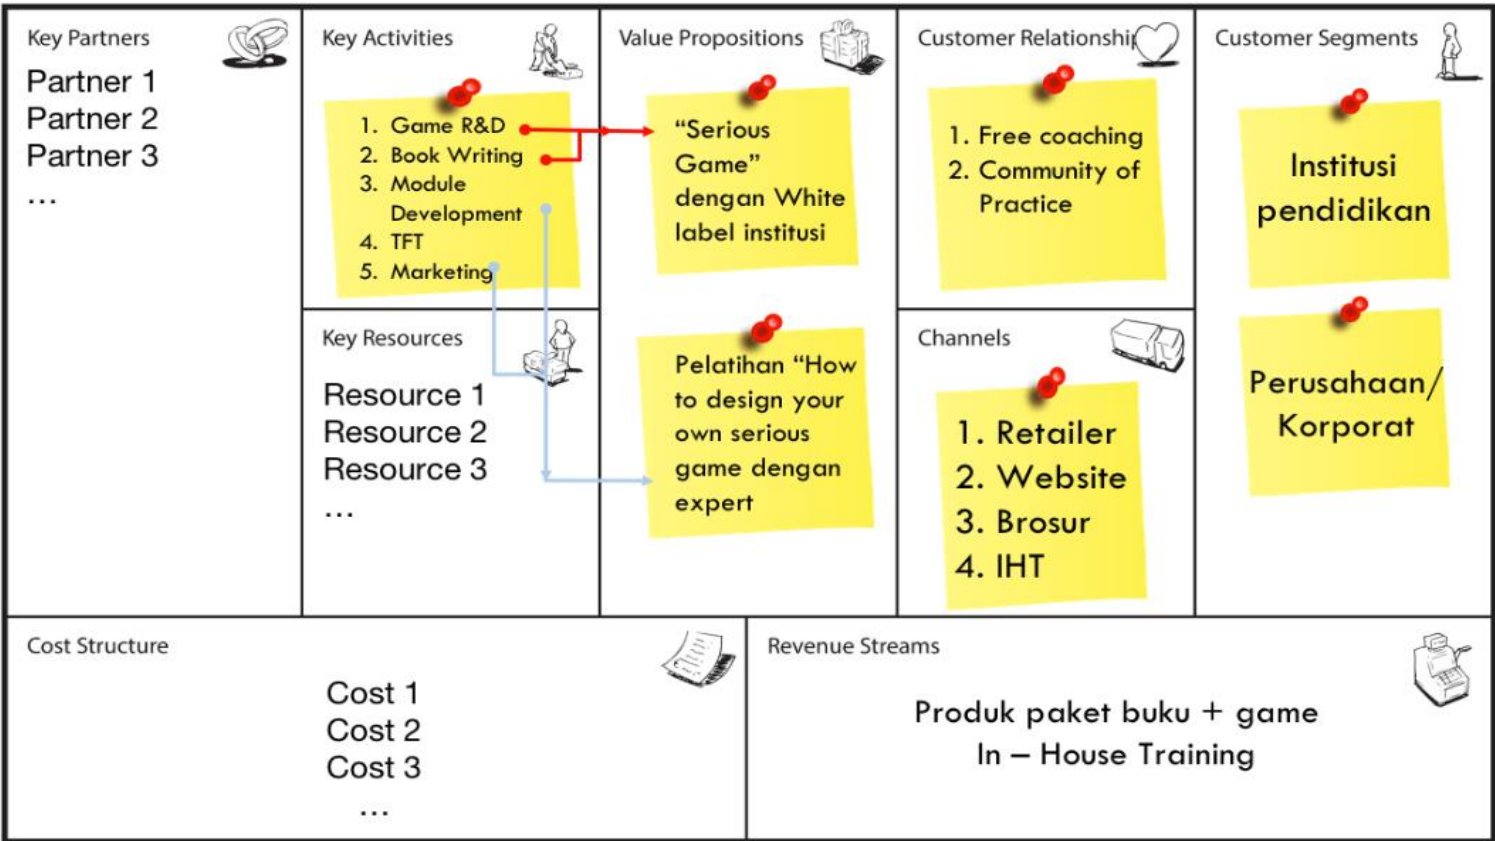 Key Partners
Partner 1
Partner 2
Partner 3
...
Key Activities
1. Game R&D
2. Book Writing
3. Module
Development
4. TFT
5. Marketing
Key Resources
Resource 1
Resource 2
Resource 3
...
Value Propositions
“Serious
Game”
dengan White
label institusi
Pelatihan “How
to design your
own serious
game dengan
expert
Customer Relationship
1. Free coaching
2. Community of
Practice
Channels
1. Retailer
2. Website
3. Brosur
4. IHT
Customer Segments
Institusi
pendidikan
Perusahaan/
Korporat
Cost Structure
Cost 1
Cost 2
Cost 3
...
Revenue Streams
Produk paket buku + game
In – House Training